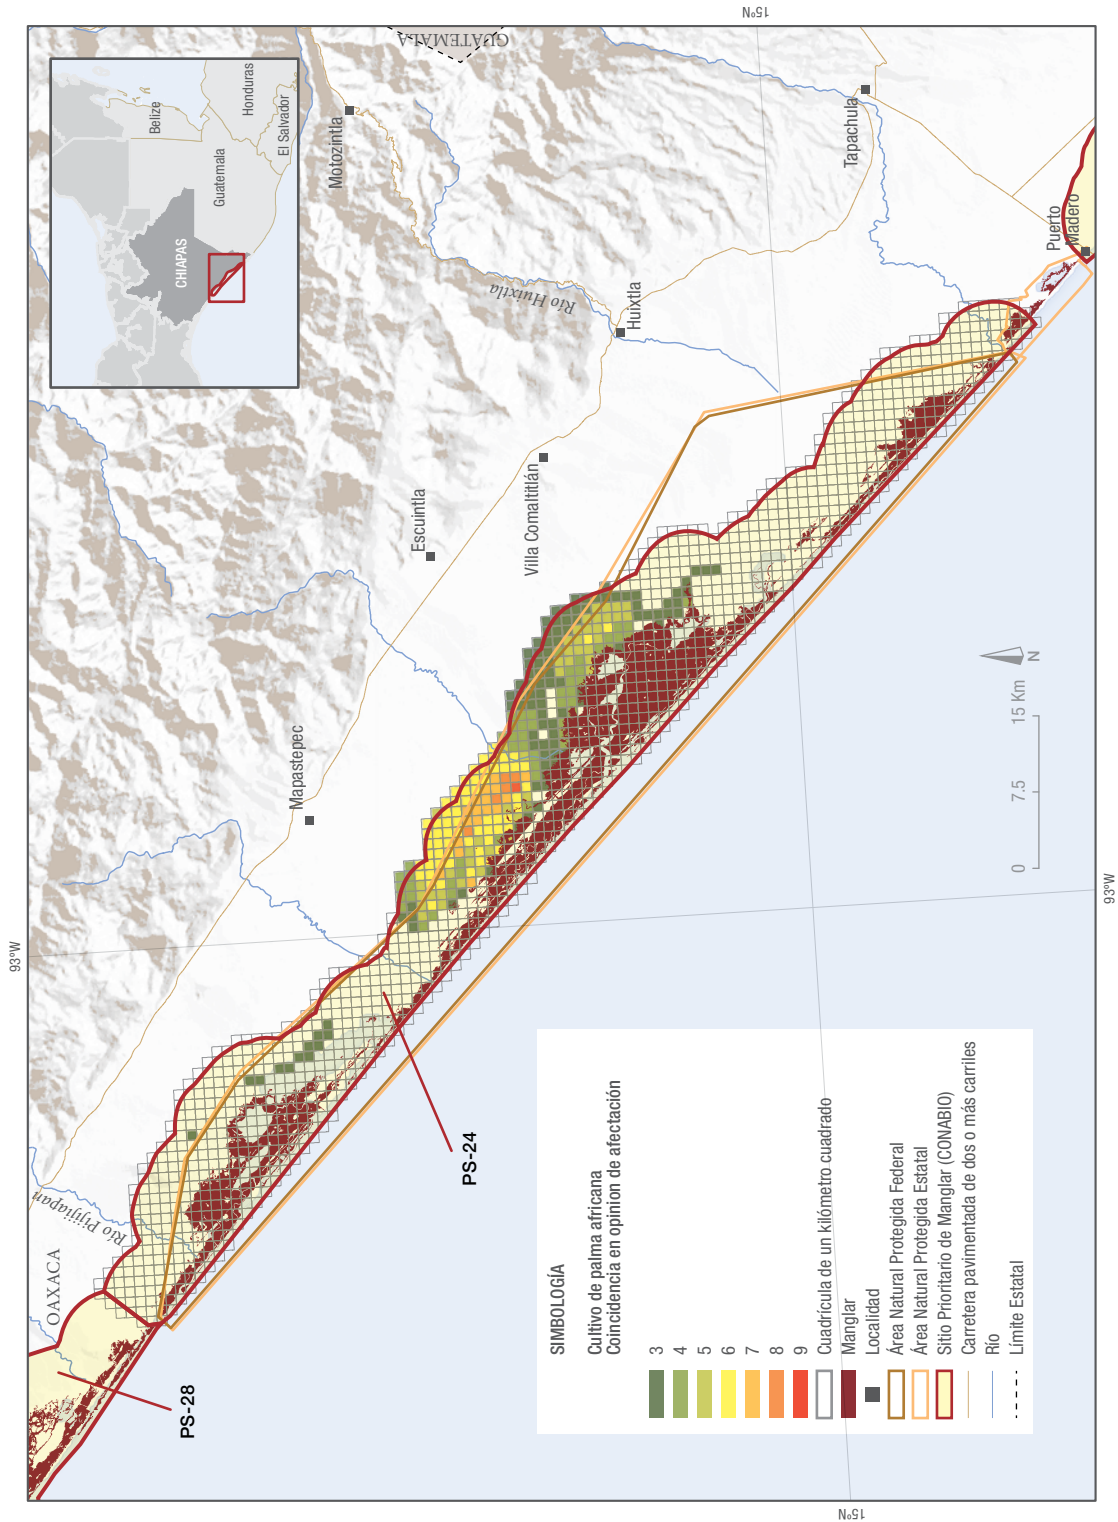 OAXACA
Río Pijijiapan
PS-28
PS-24
93ºW
Mapastepec
Escuintla
Villa Comaltitlán
Huixtla
Río Huixtla
Motozintla
GUATEMALA
Tapachula
Puerto
Madero
15ºN
15ºN
93ºW
CHIAPAS
Belize
Guatemala
Honduras
El Salvador
SIMBOLOGÍA
Cultivo de palma africana
Coincidencia en opinion de afectación
3
4
5
6
7
8
9
Cuadrícula de un kilómetro cuadrado
Manglar
Localidad
Área Natural Protegida Federal
Área Natural Protegida Estatal
Sitio Prioritario de Manglar (CONABIO)
Carretera pavimentada de dos o más carriles
Río
Límite Estatal
0 7.5 15 Km
N